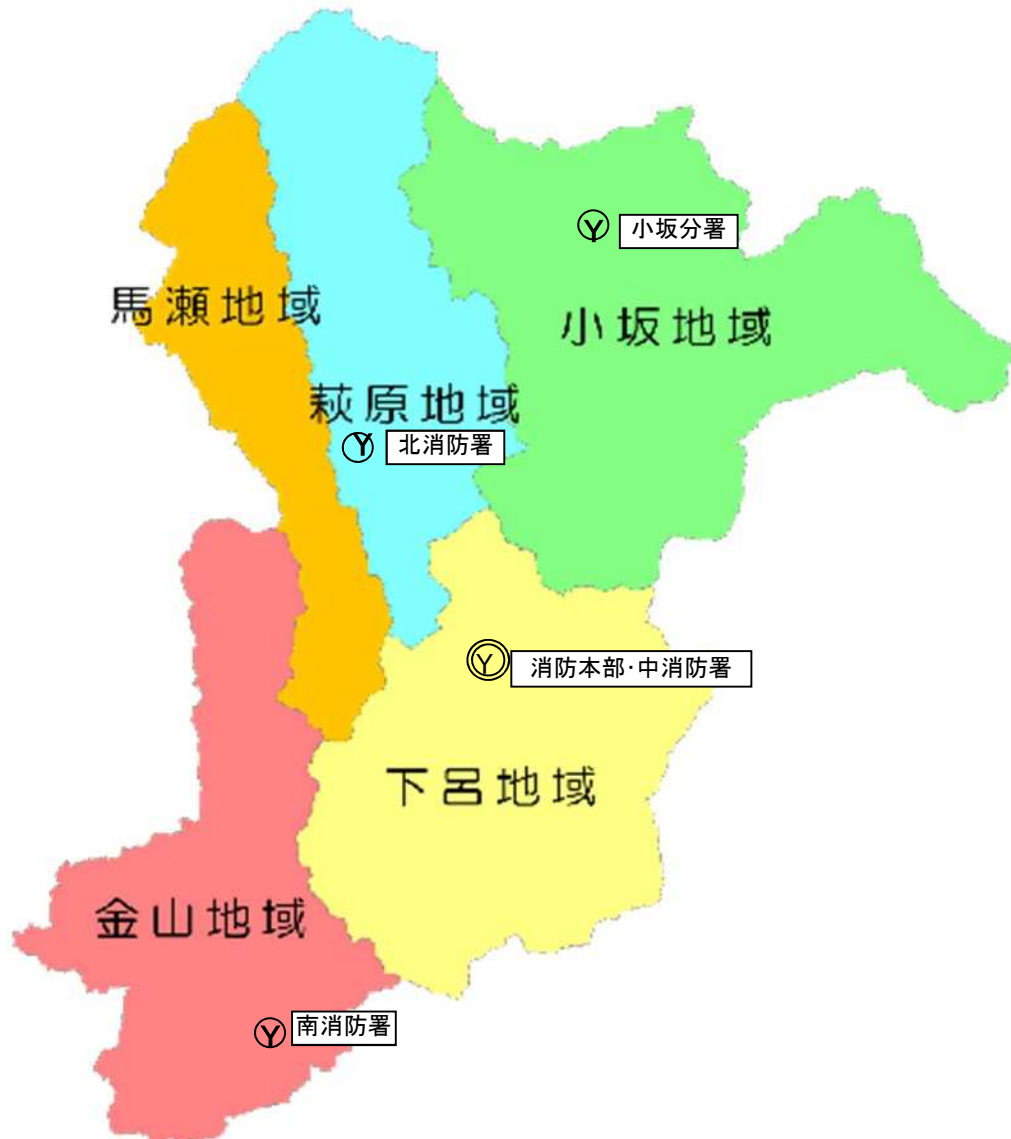 小坂分署
馬瀬地域
小坂地域
萩原地域
北消防署
消防本部・中消防署
下呂地域
金山地域
南消防署